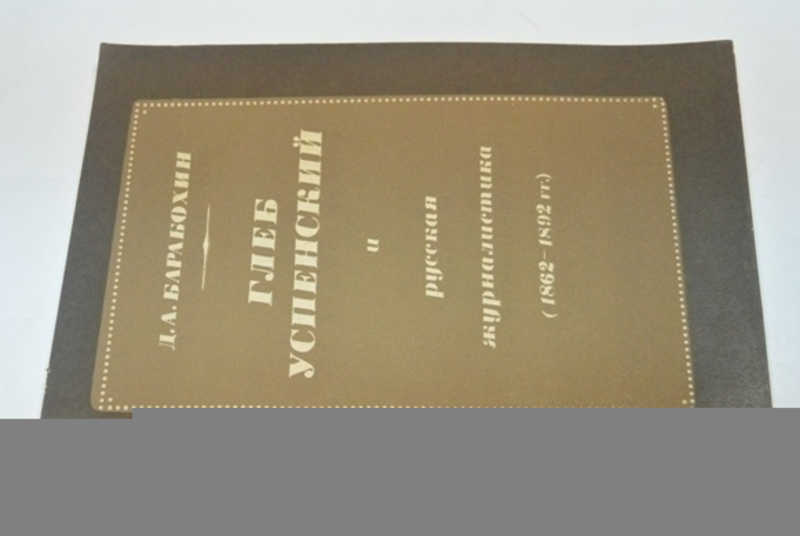 Д.А.БАРАБОХИН
ГЛЕБ
УСПЕНСКИЙ
и
русская
журналистика
(1862–1892 гг.)